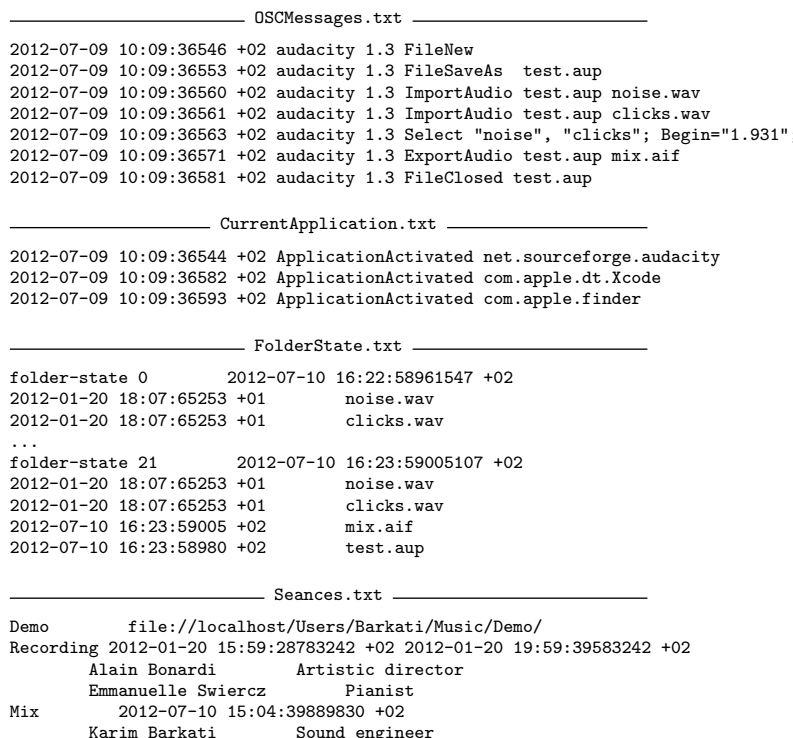 OSCMessages.txt
2012-07-09 10:09:36546 +02 audacity 1.3 FileNew
2012-07-09 10:09:36553 +02 audacity 1.3 FileSaveAs  test.aup
2012-07-09 10:09:36560 +02 audacity 1.3 ImportAudio test.aup noise.wav
2012-07-09 10:09:36561 +02 audacity 1.3 ImportAudio test.aup clicks.wav
2012-07-09 10:09:36563 +02 audacity 1.3 Select "noise", "clicks"; Begin="1.931";
2012-07-09 10:09:36571 +02 audacity 1.3 ExportAudio test.aup mix.aif
2012-07-09 10:09:36581 +02 audacity 1.3 FileClosed test.aup
CurrentApplication.txt
2012-07-09 10:09:36544 +02 ApplicationActivated net.sourceforge.audacity
2012-07-09 10:09:36582 +02 ApplicationActivated com.apple.dt.Xcode
2012-07-09 10:09:36593 +02 ApplicationActivated com.apple.finder
FolderState.txt
folder-state 0          2012-07-10 16:22:58961547 +02
2012-01-20 18:07:65253 +01          noise.wav
2012-01-20 18:07:65253 +01          clicks.wav
...
folder-state 21          2012-07-10 16:23:59005107 +02
2012-01-20 18:07:65253 +01          noise.wav
2012-01-20 18:07:65253 +01          clicks.wav
2012-07-10 16:23:59005 +02          mix.aif
2012-07-10 16:23:58980 +02          test.aup
Seances.txt
Demo          file://localhost/Users/Barkati/Music/Demo/
Recording 2012-01-20 15:59:28783242 +02 2012-01-20 19:59:39583242 +02
Alain Bonardi          Artistic director
Emmanuelle Swiercz          Pianist
Mix          2012-07-10 15:04:39889830 +02
Karim Barkati          Sound engineer